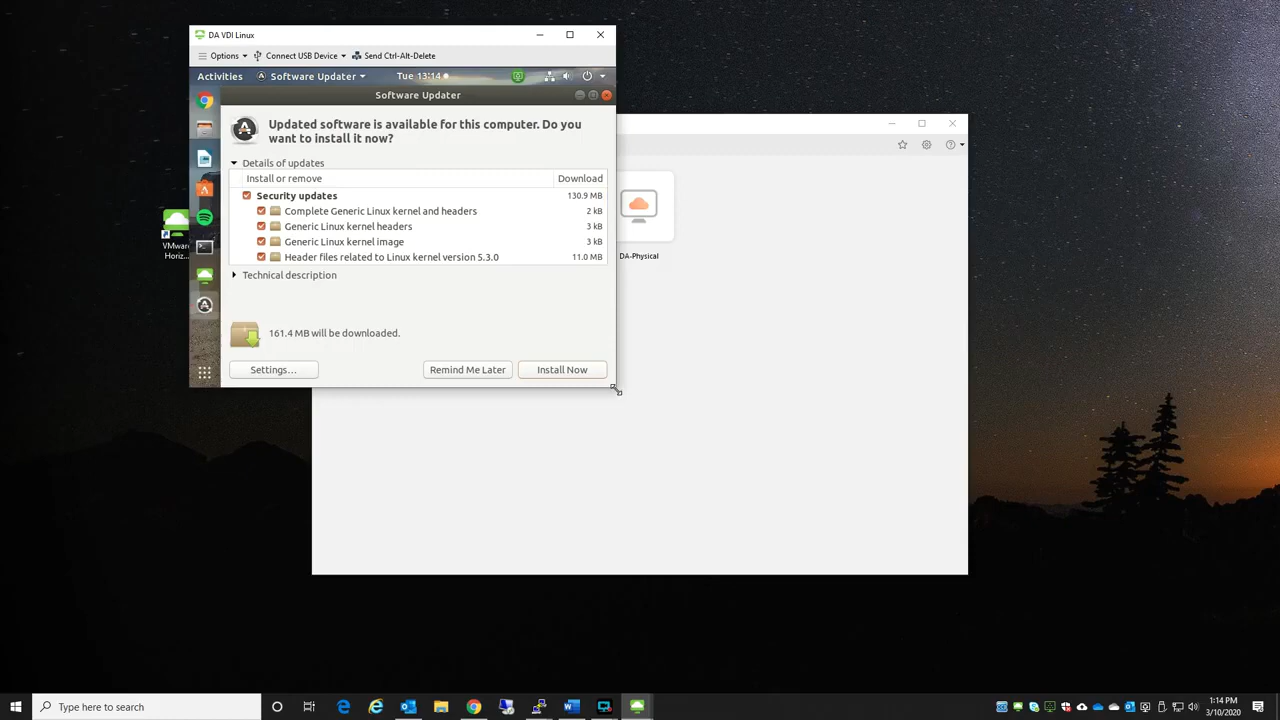 DA VDI Linux
Options
Connect USB Device
Send Ctrl-Alt-Delete
Activities
Software Updater
Tue 13:14
Software Updater
Updated software is available for this computer. Do you
want to install it now?
Details of updates
Install or remove
Download
Security updates
130.9 MB
Complete Generic Linux kernel and headers
2 kB
Generic Linux kernel headers
3 kB
Generic Linux kernel image
3 kB
Header files related to Linux kernel version 5.3.0
11.0 MB
Technical description
161.4 MB will be downloaded.
Settings…
Remind Me Later
Install Now
VMware
Horiz...
DA-Physical
Type here to search
1:14 PM
3/10/2020